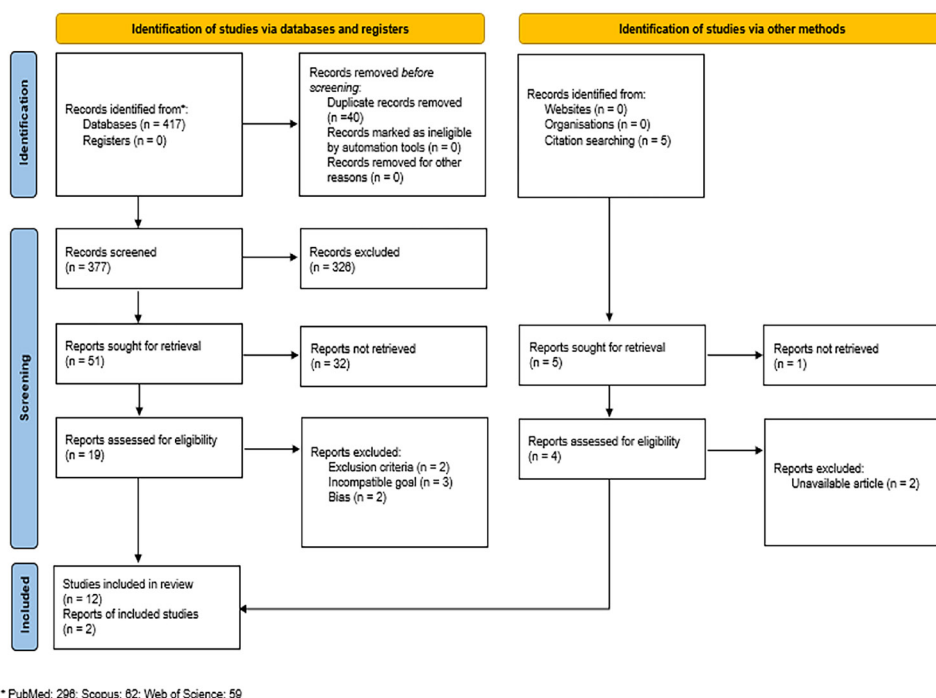 Identification of studies via databases and registers
Identification of studies via other methods
Identification
Records identified from*:
Databases (n = 417)
Registers (n = 0)
Records removed before
screening:
Duplicate records removed
(n =40)
Records marked as ineligible
by automation tools (n = 0)
Records removed for other
reasons (n = 0)
Records identified from:
Websites (n = 0)
Organisations (n = 0)
Citation searching (n = 5)
Screening
Records screened
(n = 377)
Records excluded
(n = 326)
Reports sought for retrieval
(n = 51)
Reports not retrieved
(n = 32)
Reports sought for retrieval
(n = 5)
Reports not retrieved
(n = 1)
Reports assessed for eligibility
(n = 19)
Reports excluded:
Exclusion criteria (n = 2)
Incompatible goal (n = 3)
Bias (n = 2)
Reports assessed for eligibility
(n = 4)
Reports excluded:
Unavailable article (n = 2)
Included
Studies included in review
(n = 12)
Reports of included studies
(n = 2)
* PubMed: 296; Scopus: 62; Web of Science: 59